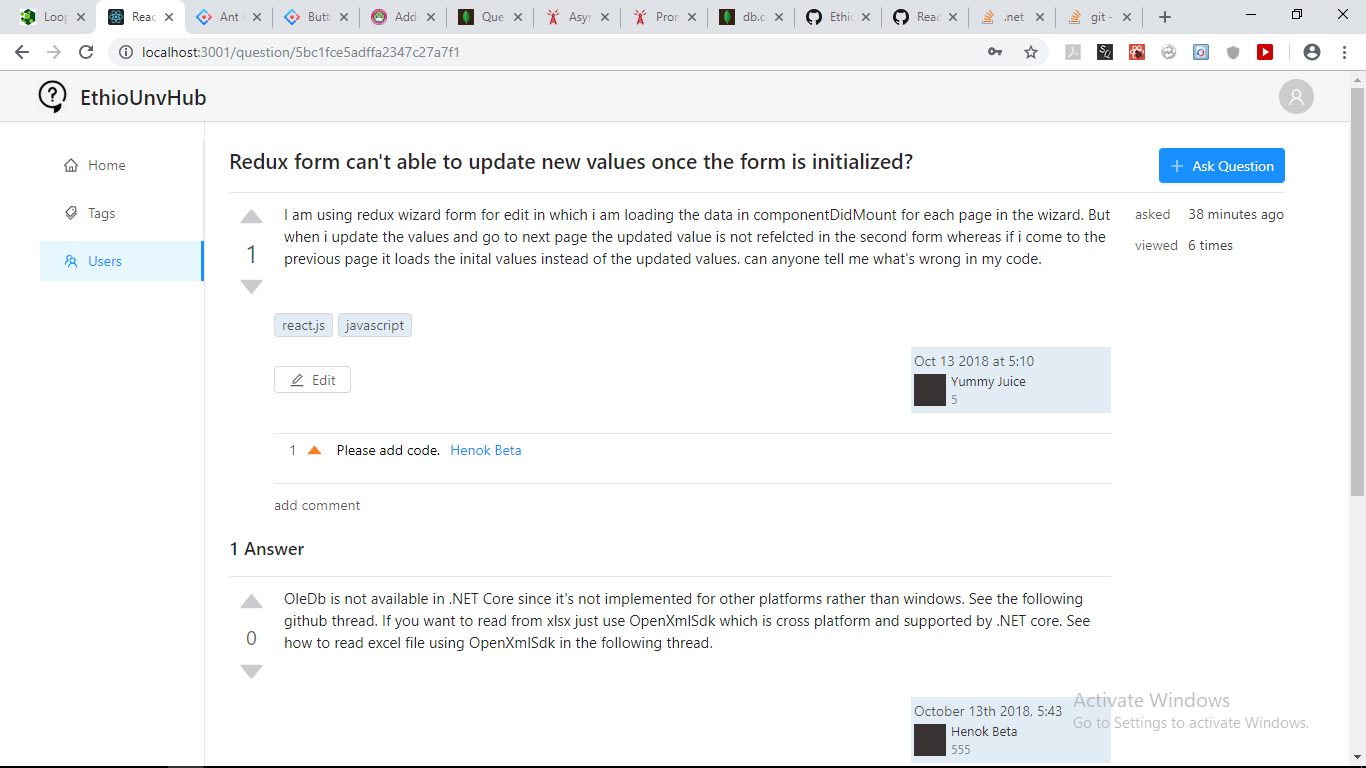 Loop
Reac
Ant
Butt
Add
Que
Asyn
Pror
db.c
Ethic
Reac
.net
git -
localhost:3001/question/5bc1fce5adffa2347c27a7f1
EthioUnvHub
Home
Tags
Users
Redux form can't able to update new values once the form is initialized?
Ask Question
I am using redux wizard form for edit in which i am loading the data in componentDidMount for each page in the wizard. But
when i update the values and go to next page the updated value is not refelcted in the second form whereas if i come to the
previous page it loads the inital values instead of the updated values. can anyone tell me what's wrong in my code.
1
asked 38 minutes ago
viewed 6 times
react.js javascript
Edit
Oct 13 2018 at 5:10
Yummy Juice
5
1 Please add code. Henok Beta
add comment
1 Answer
OleDb is not available in .NET Core since it's not implemented for other platforms rather than windows. See the following
github thread. If you want to read from xlsx just use OpenXmlSdk which is cross platform and supported by .NET core. See
how to read excel file using OpenXmlSdk in the following thread.
0
October 13th 2018, 5:43
Henok Beta
555
Activate Windows
Go to Settings to activate Windows.